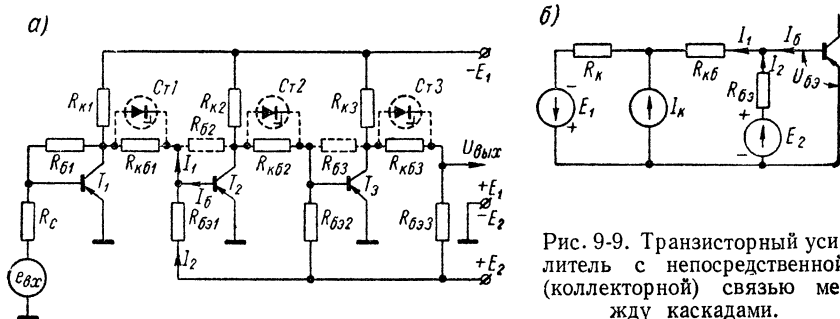 а)
Ст1
Ст2
Ст3
−E₁
Rк1
Rк2
Rк3
Rб1
Rкб1
Rб2
Rкб2
Rб3
Rкб3
Uвых
I₁
Iб
T₁
T₂
T₃
Rс
Rбэ1
Rбэ2
Rбэ3
+E₁
−E₂
eвх
I₂
+E₂
б)
Rк
Rкб
I₁
Iб
I₂
Uбэ
Rбэ
−
E₁
+
Iк
+
E₂
−
Рис. 9-9. Транзисторный уси-
литель с непосредственной
(коллекторной) связью ме-
жду каскадами.